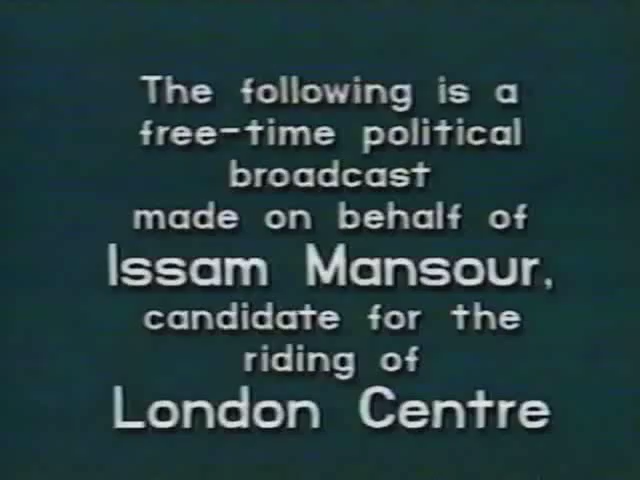 The following is a
free-time political
broadcast
made on behalf of
Issam Mansour,
candidate for the
riding of
London Centre